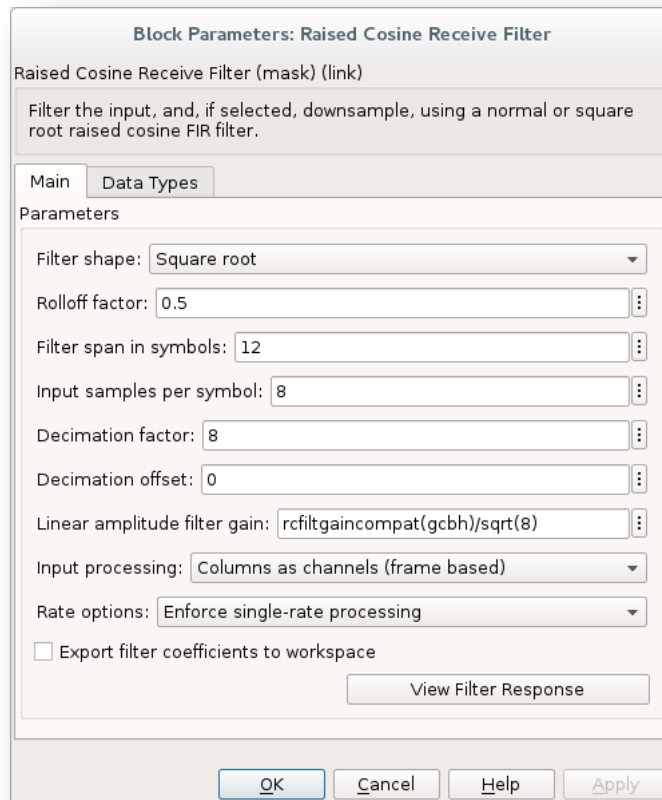 Block Parameters: Raised Cosine Receive Filter
Raised Cosine Receive Filter (mask) (link)
Filter the input, and, if selected, downsample, using a normal or square
root raised cosine FIR filter.
Main Data Types
Parameters
Filter shape: Square root
Rolloff factor: 0.5
Filter span in symbols: 12
Input samples per symbol: 8
Decimation factor: 8
Decimation offset: 0
Linear amplitude filter gain: rcfiltgaincompat(gcbh)/sqrt(8)
Input processing: Columns as channels (frame based)
Rate options: Enforce single-rate processing
Export filter coefficients to workspace
View Filter Response
OK Cancel Help Apply